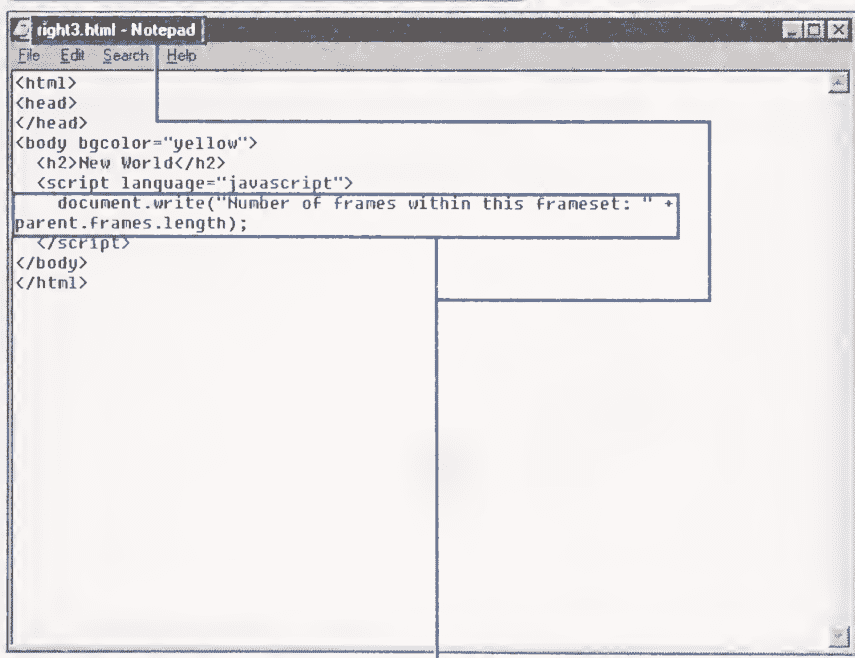 right3.html - Notepad
File Edit Search Help
<html>
<head>
</head>
<body bgcolor="yellow">
  <h2>New World</h2>
  <script language="javascript">
    document.write("Number of frames within this frameset: " +
parent.frames.length);
  </script>
</body>
</html>